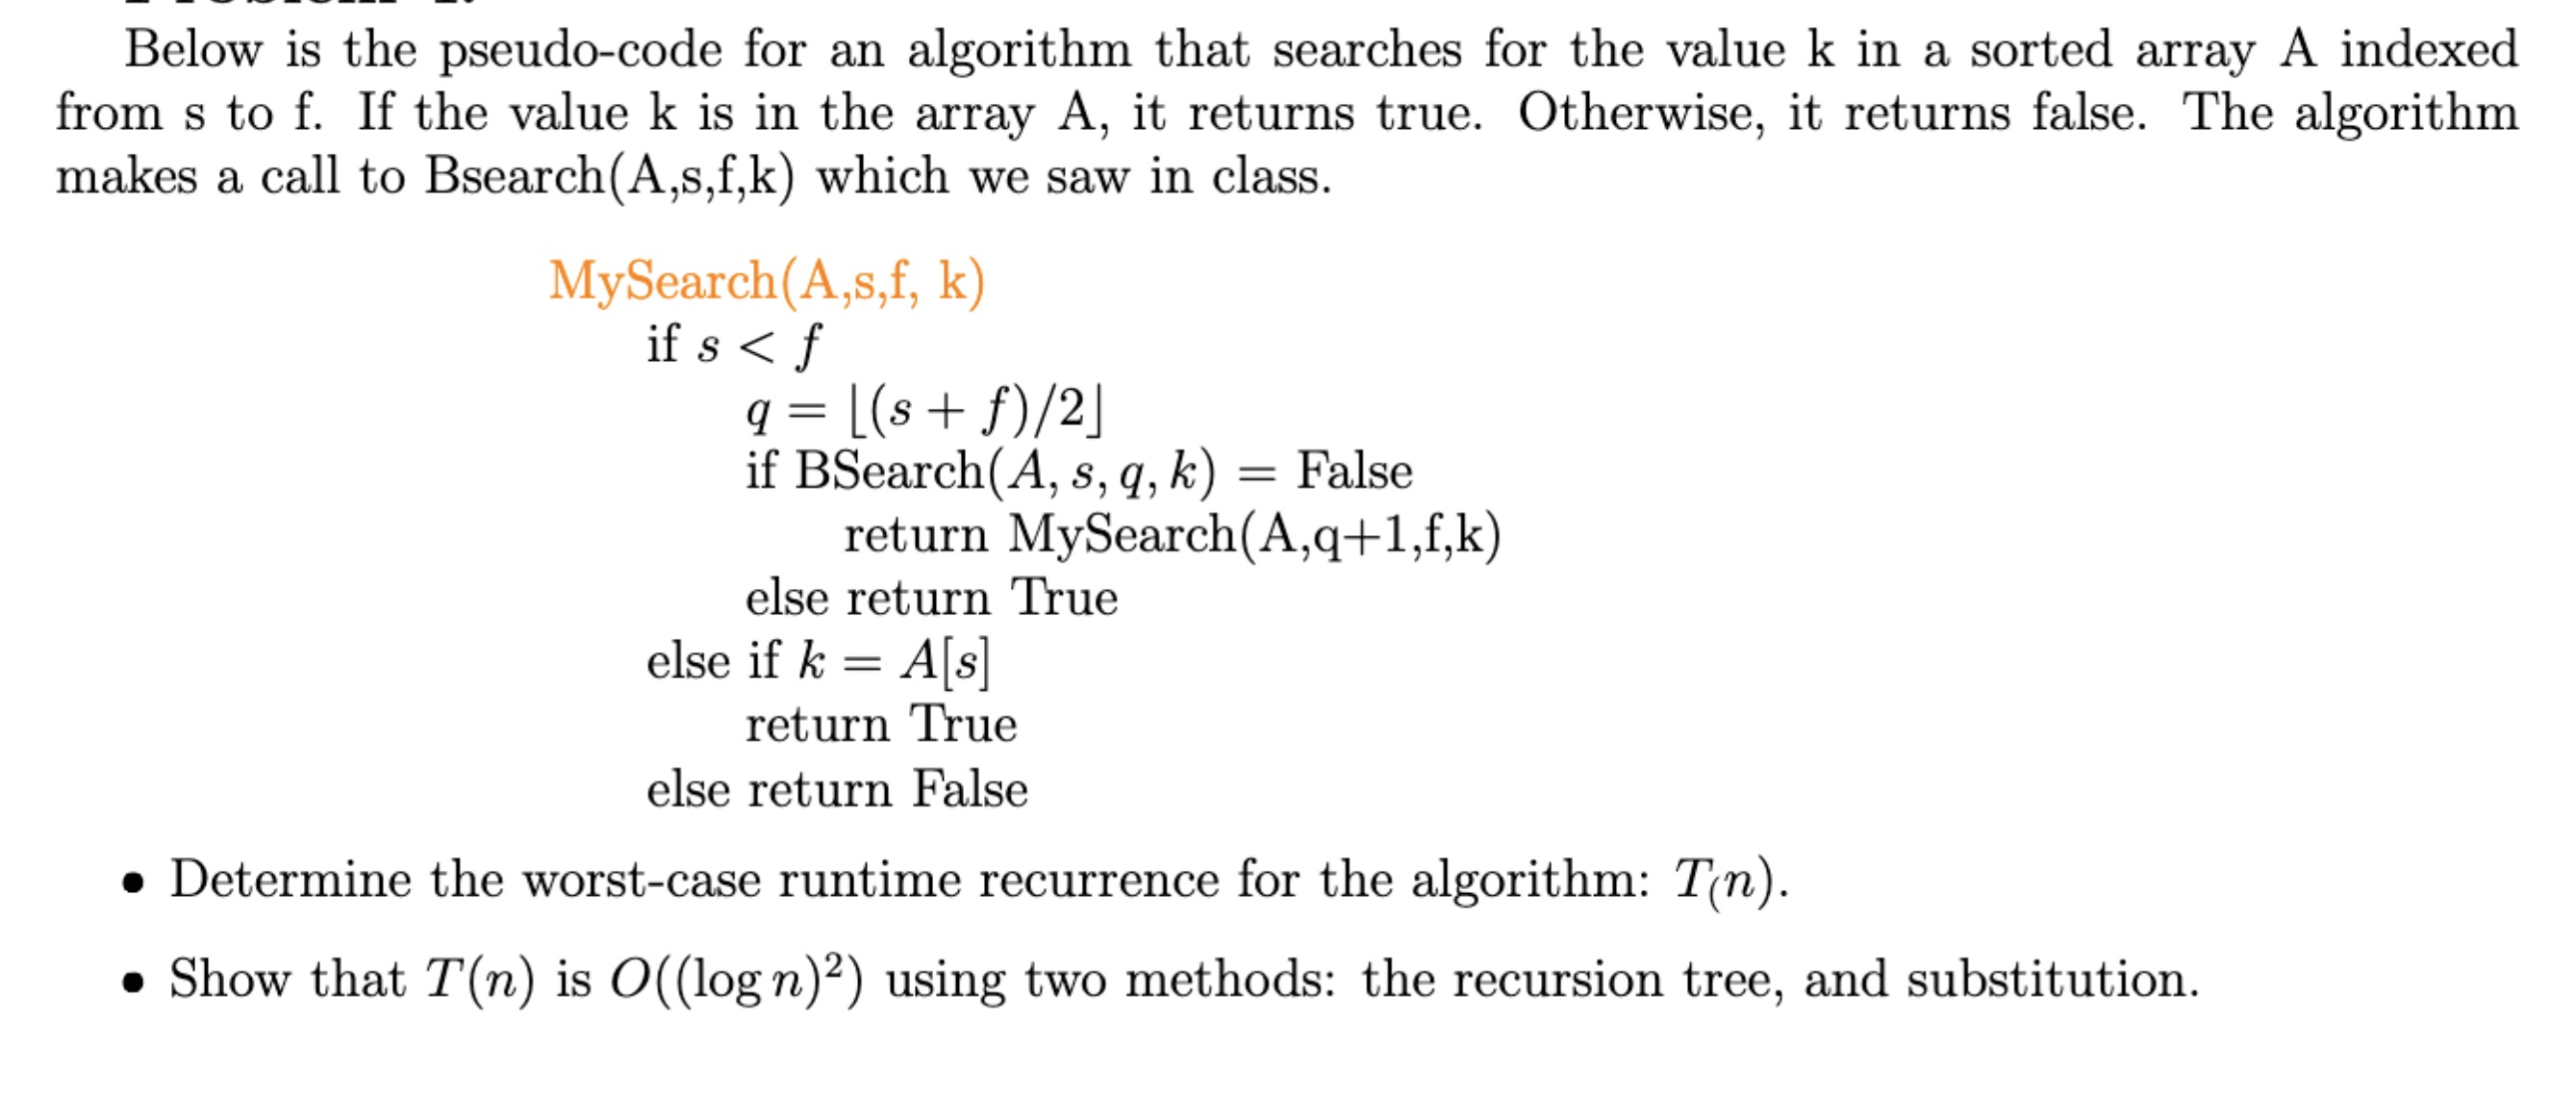 Problem 4.
Below is the pseudo-code for an algorithm that searches for the value k in a sorted array A indexed
from s to f. If the value k is in the array A, it returns true. Otherwise, it returns false. The algorithm
makes a call to Bsearch(A,s,f,k) which we saw in class.
MySearch(A,s,f, k)
if s < f
q = ⌊(s + f)/2⌋
if BSearch(A, s, q, k) = False
return MySearch(A,q+1,f,k)
else return True
else if k = A[s]
return True
else return False
• Determine the worst-case runtime recurrence for the algorithm: T(n).
• Show that T(n) is O((log n)²) using two methods: the recursion tree, and substitution.